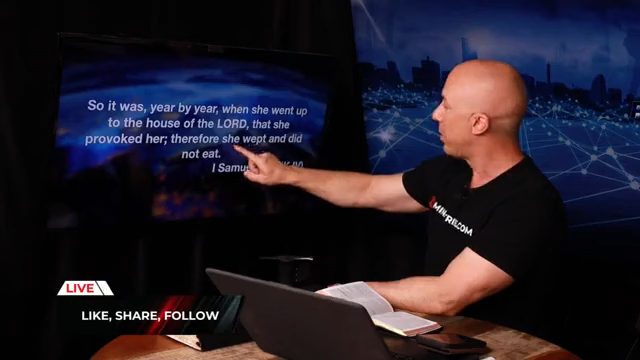 So it was, year by year, when she went up
to the house of the LORD, that she
provoked her; therefore she wept and did
not eat.
I Samu
LIVE
LIKE, SHARE, FOLLOW